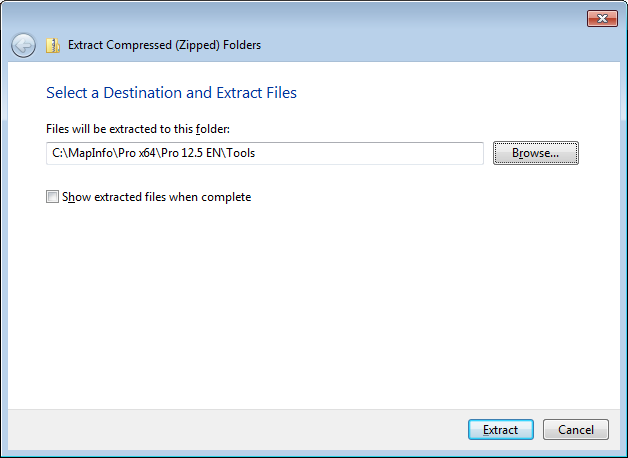 Extract Compressed (Zipped) Folders
Select a Destination and Extract Files
Files will be extracted to this folder:
C:\MapInfo\Pro x64\Pro 12.5 EN\Tools
Browse...
Show extracted files when complete
Extract
Cancel